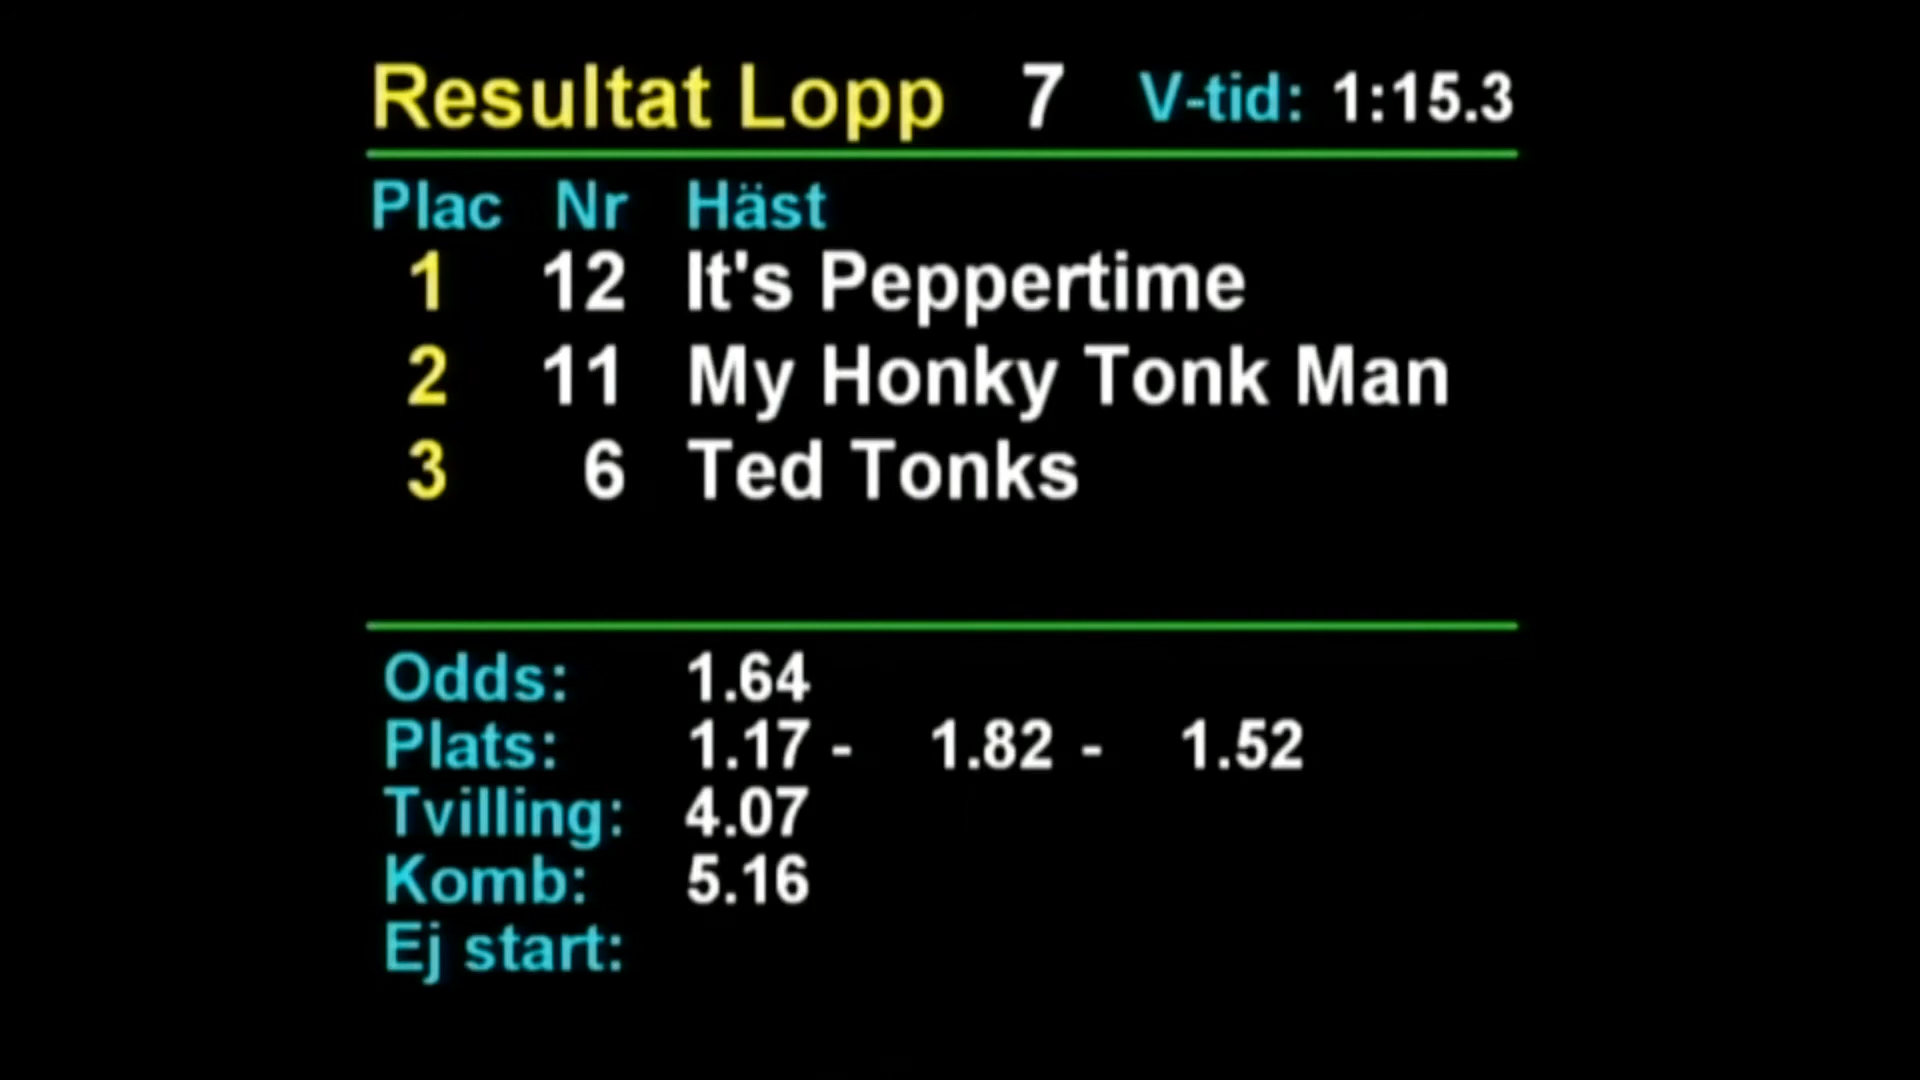 Resultat Lopp 7 V-tid: 1:15.3
Plac Nr Häst
1 12 It's Peppertime
2 11 My Honky Tonk Man
3 6 Ted Tonks
Odds: 1.64
Plats: 1.17 - 1.82 - 1.52
Tvilling: 4.07
Komb: 5.16
Ej start: